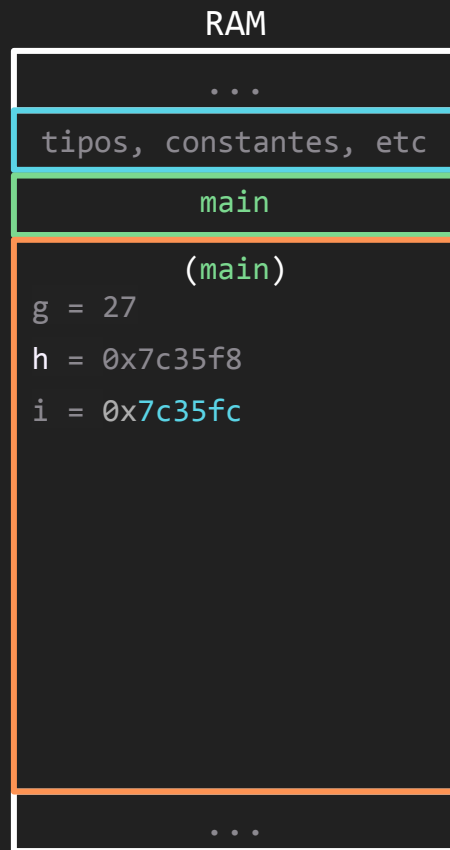 RAM
...
tipos, constantes, etc
main
(main)
g = 27
h = 0x7c35f8
i = 0x7c35fc
...